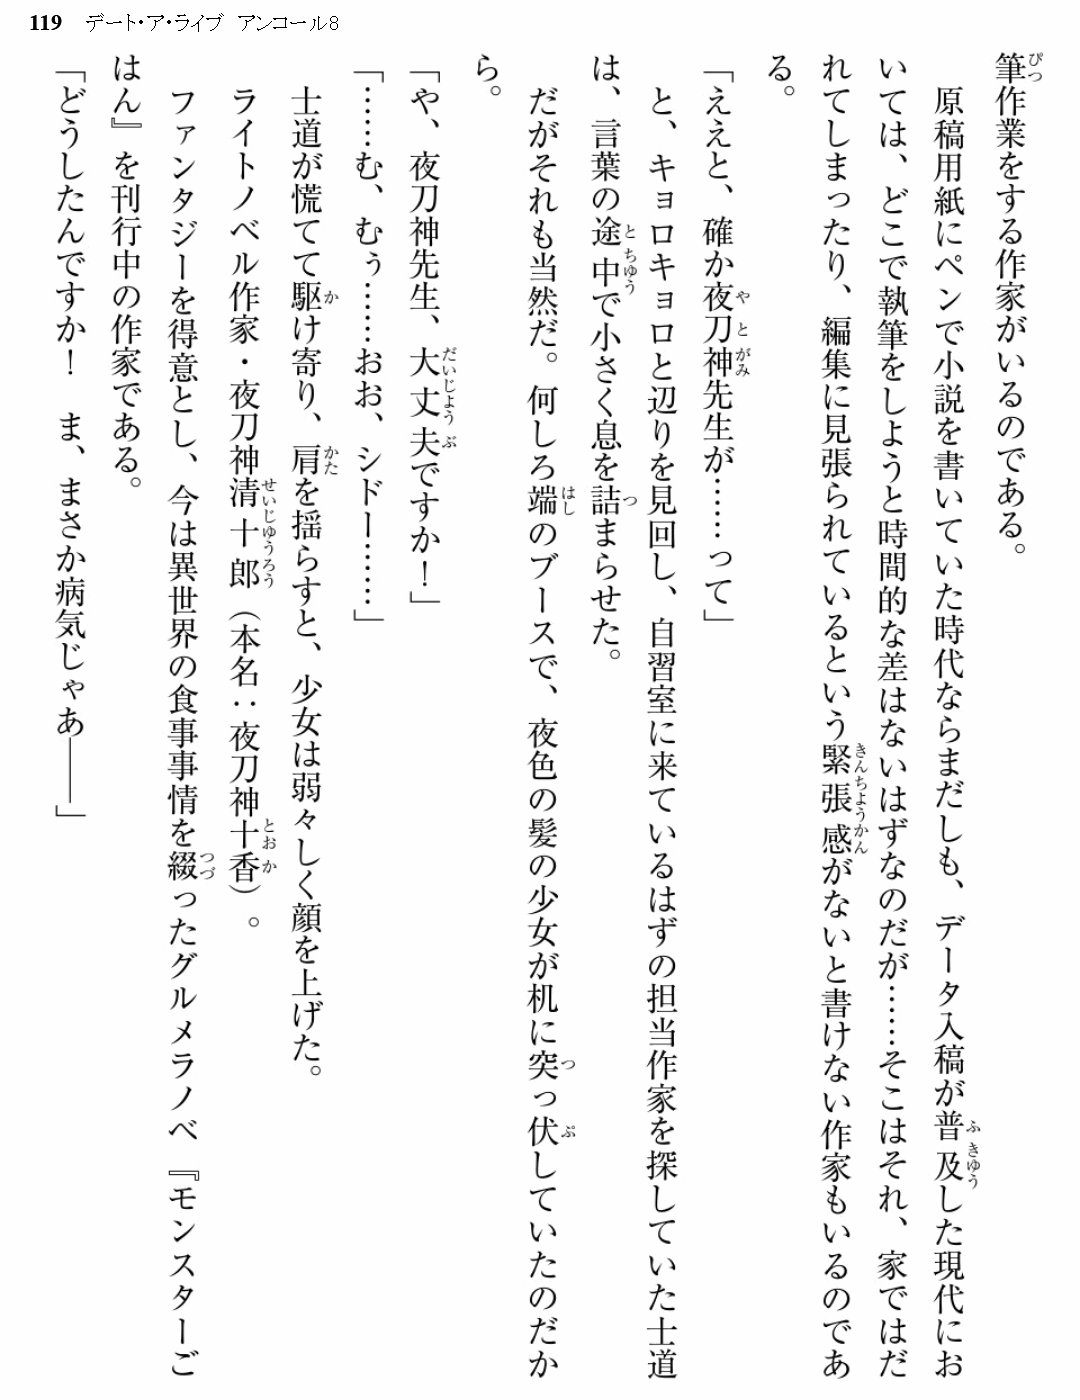 119 デート・ア・ライブ アンコール8
筆作業をする作家がいるのである。
　原稿用紙にペンで小説を書いていた時代ならまだしも、データ入稿が普及した現代にお
いては、どこで執筆をしようと時間的な差はないはずなのだが……そこはそれ、家ではだ
れてしまったり、編集に見張られているという緊張感がないと書けない作家もいるのであ
る。
「ええと、確か夜刀神先生が……って」
　と、キョロキョロと辺りを見回し、自習室に来ているはずの担当作家を探していた士道
は、言葉の途中で小さく息を詰まらせた。
　だがそれも当然だ。何しろ端のブースで、夜色の髪の少女が机に突っ伏していたのだか
ら。
「や、夜刀神先生、大丈夫ですか！」
「……む、むぅ……おお、シドー……」
　士道が慌てて駆け寄り、肩を揺らすと、少女は弱々しく顔を上げた。
　ライトノベル作家・夜刀神清十郎（本名：夜刀神十香）。
　ファンタジーを得意とし、今は異世界の食事事情を綴ったグルメラノベ『モンスターご
はん』を刊行中の作家である。
「どうしたんですか！　ま、まさか病気じゃあ――」